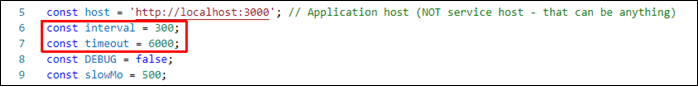 5 const host = 'http://localhost:3000'; // Application host (NOT service host - that can be anything)
6 const interval = 300;
7 const timeout = 6000;
8 const DEBUG = false;
9 const slowMo = 500;